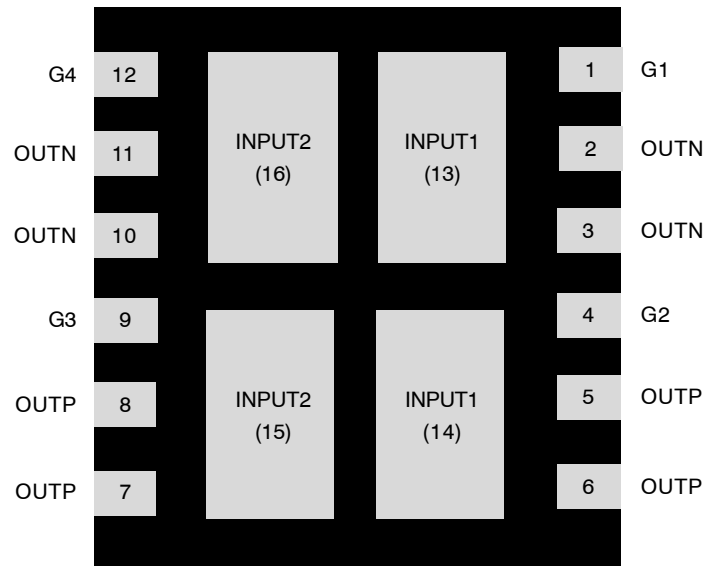 G4 12
OUTN 11
OUTN 10
G3 9
OUTP 8
OUTP 7
INPUT2
(16)
INPUT1
(13)
INPUT2
(15)
INPUT1
(14)
1 G1
2 OUTN
3 OUTN
4 G2
5 OUTP
6 OUTP